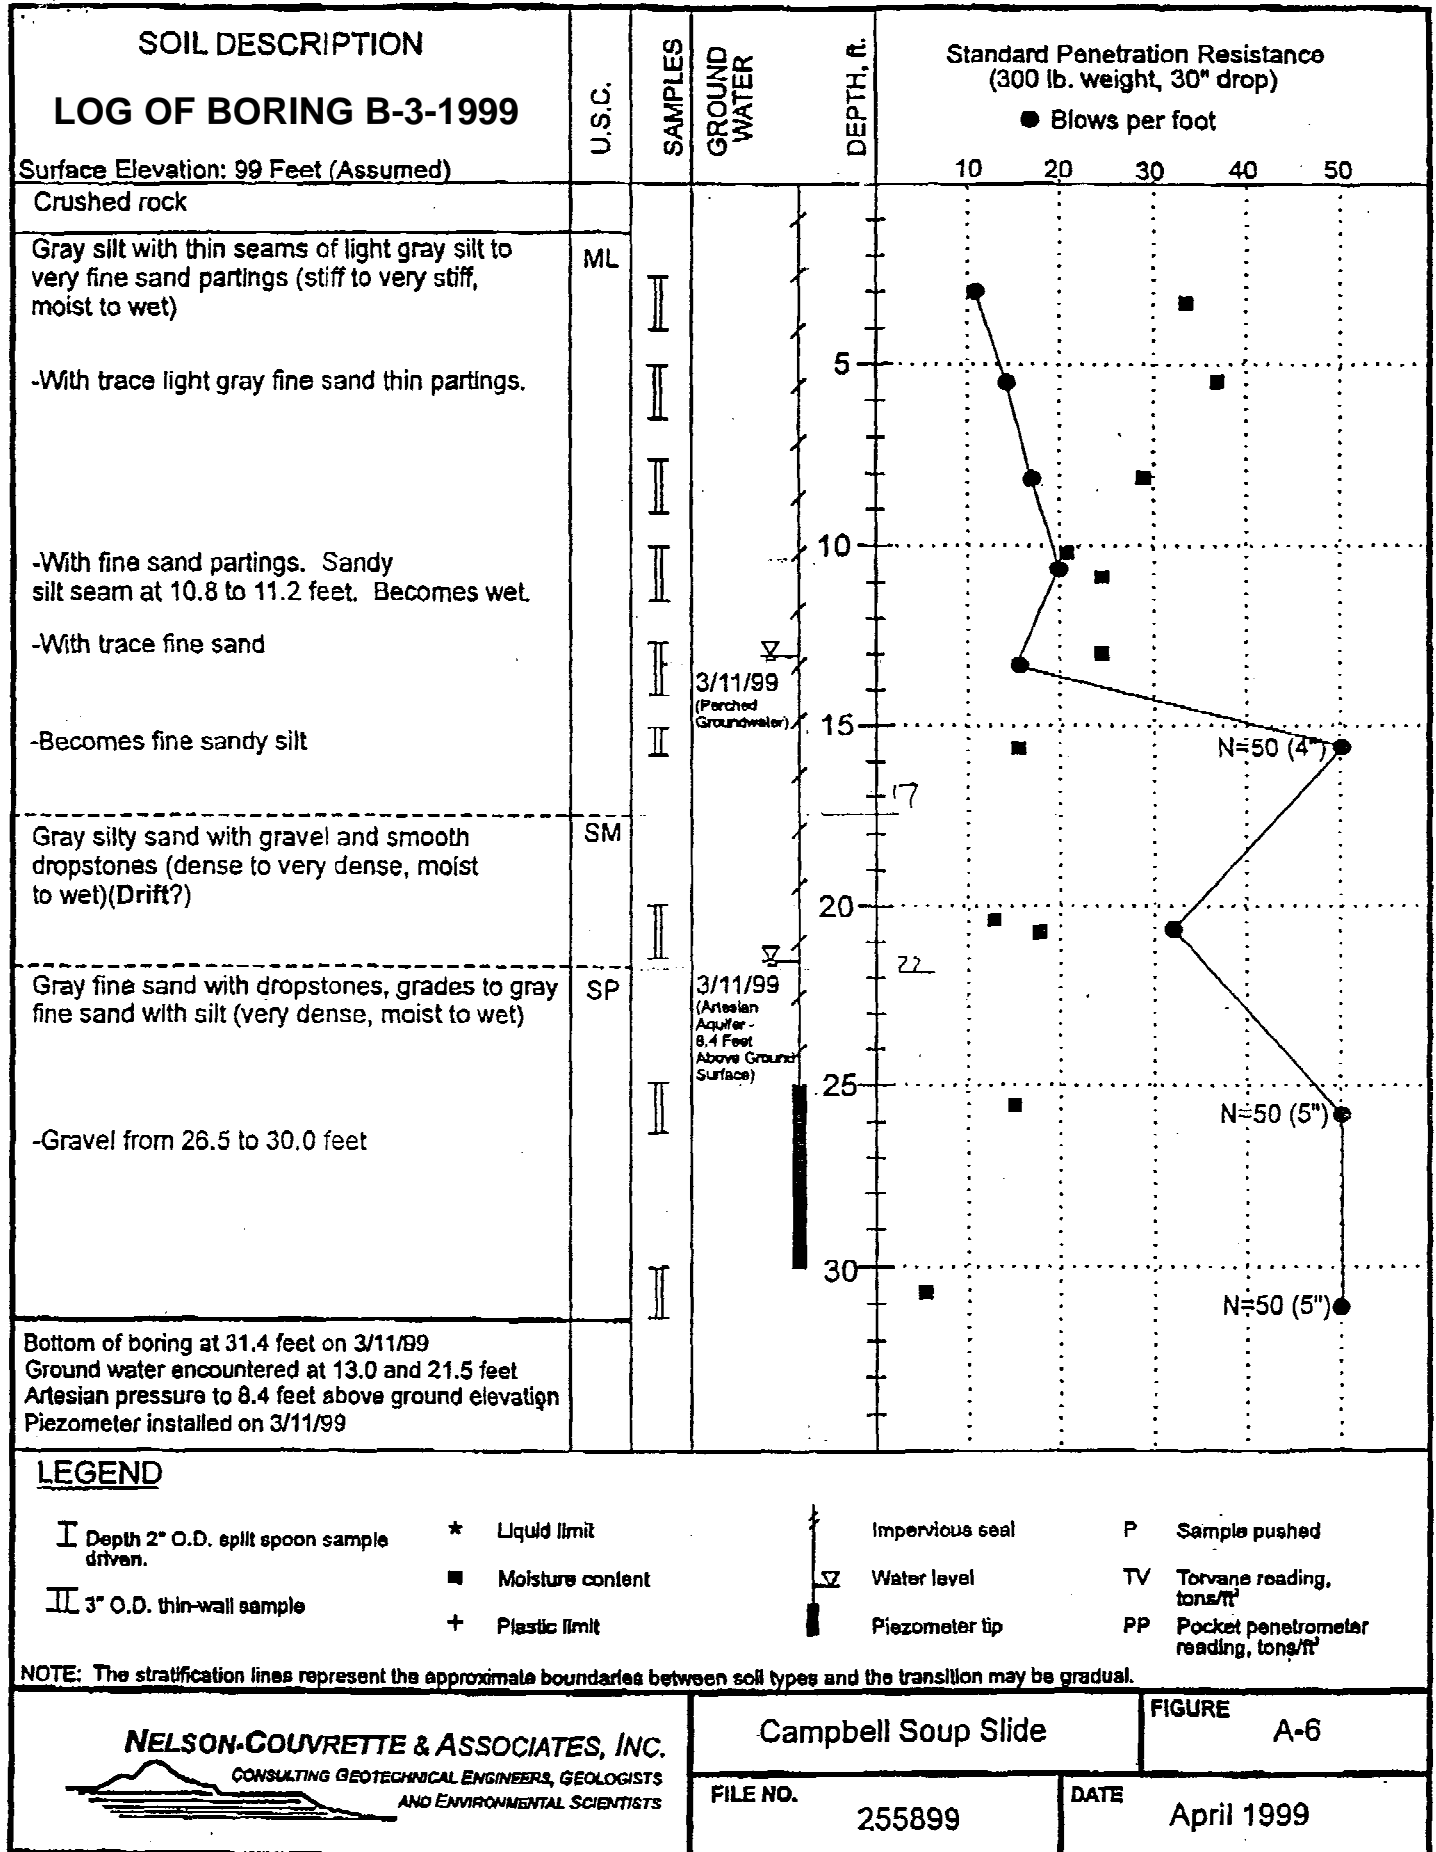 SOIL DESCRIPTION
LOG OF BORING B-3-1999
Surface Elevation: 99 Feet (Assumed)
U.S.C.
SAMPLES
GROUND
WATER
DEPTH, ft.
Standard Penetration Resistance
(300 lb. weight, 30" drop)
● Blows per foot
10 20 30 40 50
Crushed rock
Gray silt with thin seams of light gray silt to
very fine sand partings (stiff to very stiff,
moist to wet)
ML
5
-With trace light gray fine sand thin partings.
10
-With fine sand partings. Sandy
silt seam at 10.8 to 11.2 feet. Becomes wet.
-With trace fine sand
3/11/99
(Perched
Groundwater)
15
-Becomes fine sandy silt
N=50 (4")
17
Gray silty sand with gravel and smooth
dropstones (dense to very dense, moist
to wet)(Drift?)
SM
20
22
Gray fine sand with dropstones, grades to gray
fine sand with silt (very dense, moist to wet)
SP
3/11/99
(Artesian
Aquifer -
8.4 Feet
Above Ground
Surface)
25
N=50 (5")
-Gravel from 26.5 to 30.0 feet
30
N=50 (5")
Bottom of boring at 31.4 feet on 3/11/99
Ground water encountered at 13.0 and 21.5 feet
Artesian pressure to 8.4 feet above ground elevation
Piezometer installed on 3/11/99
LEGEND
Depth 2" O.D. split spoon sample
driven.
3" O.D. thin-wall sample
* Liquid limit
■ Moisture content
+ Plastic limit
Impervious seal
Water level
Piezometer tip
P Sample pushed
TV Torvane reading,
tons/ft²
PP Pocket penetrometer
reading, tons/ft²
NOTE: The stratification lines represent the approximate boundaries between soil types and the transition may be gradual.
NELSON-COUVRETTE & ASSOCIATES, INC.
CONSULTING GEOTECHNICAL ENGINEERS, GEOLOGISTS
AND ENVIRONMENTAL SCIENTISTS
Campbell Soup Slide
FIGURE
A-6
FILE NO.
255899
DATE
April 1999